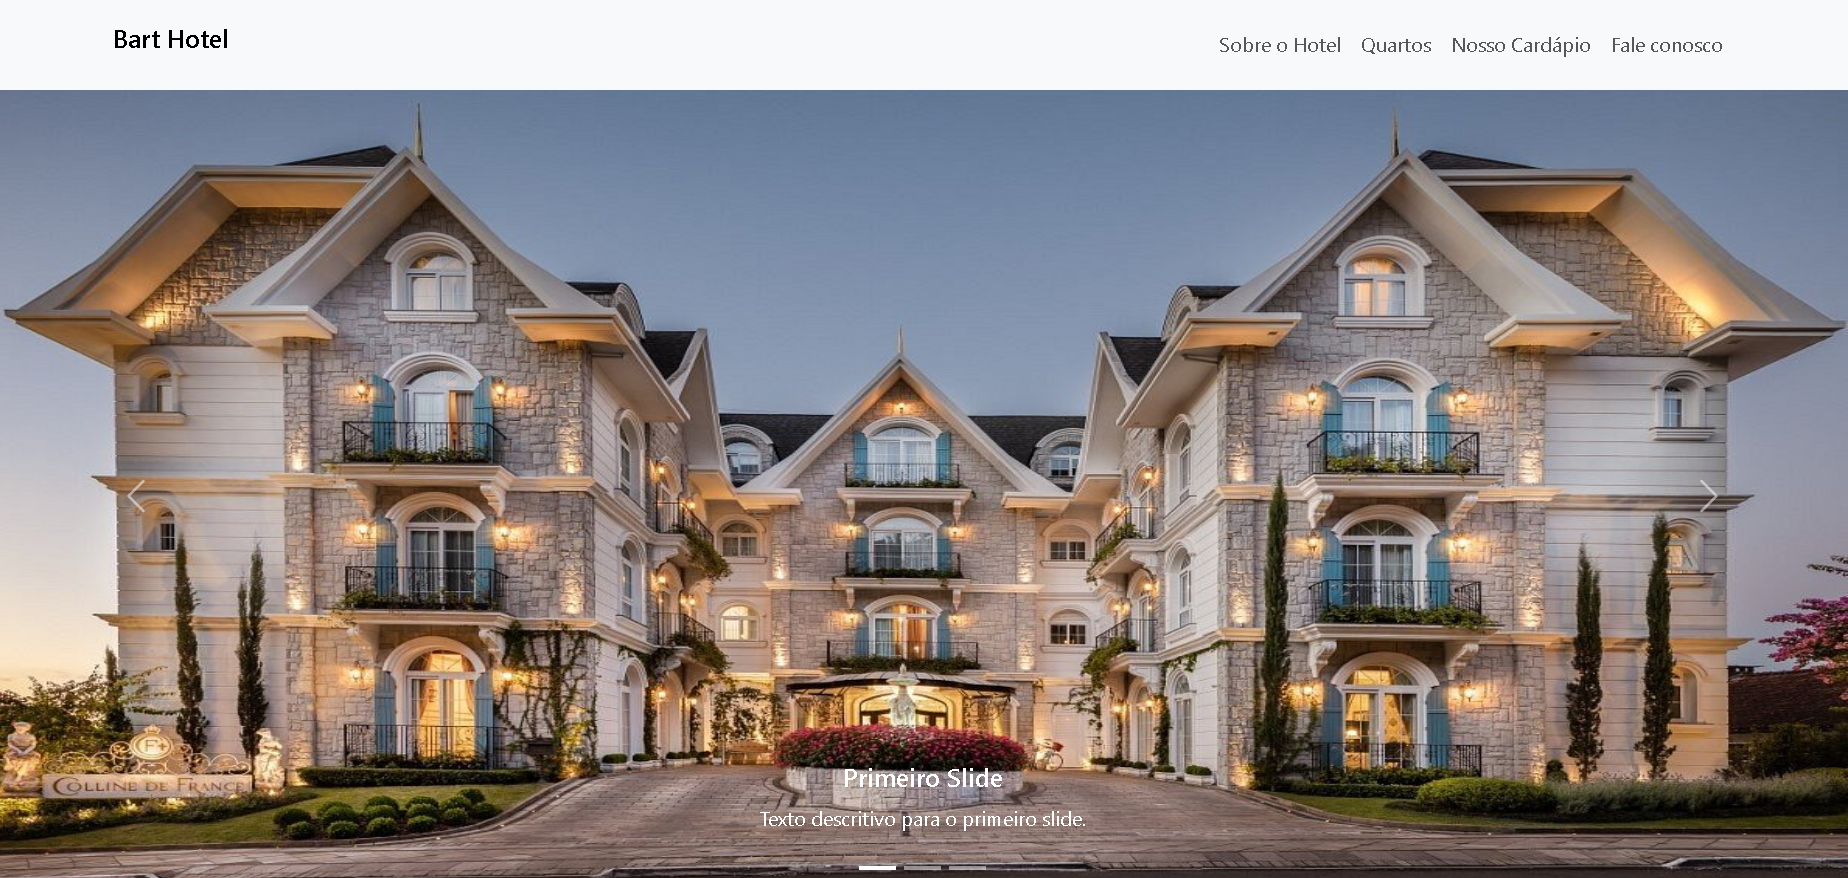 Bart Hotel
Sobre o Hotel Quartos Nosso Cardápio Fale conosco
COLLINE DE FRANCE
Primeiro Slide
Texto descritivo para o primeiro slide.